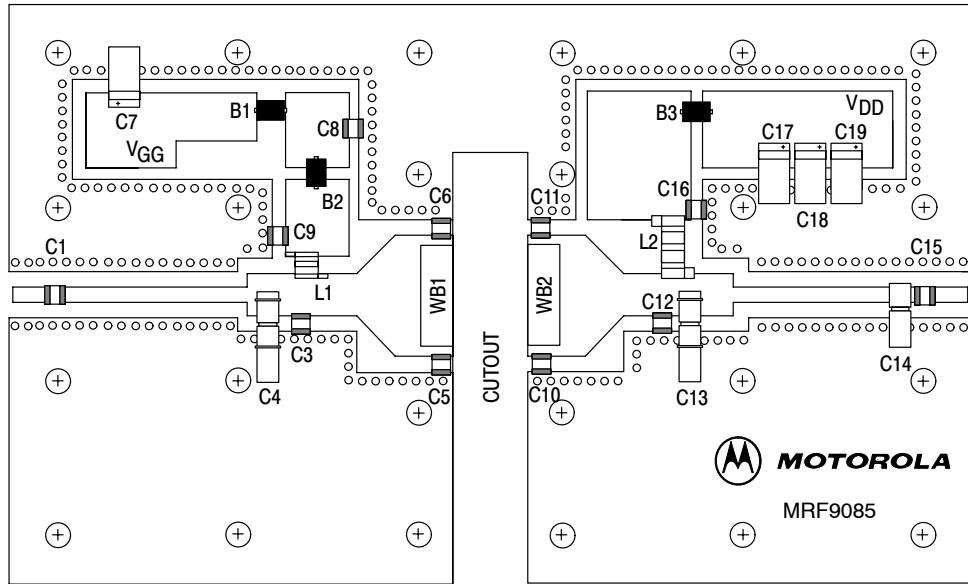 C7
B1
C8
B3
VDD
C17
C19
VGG
B2
C6
C11
C16
C18
C1
C9
L2
C15
L1
WB1
WB2
C12
C3
C14
C4
C5
CUTOUT
C10
C13
MOTOROLA
MRF9085